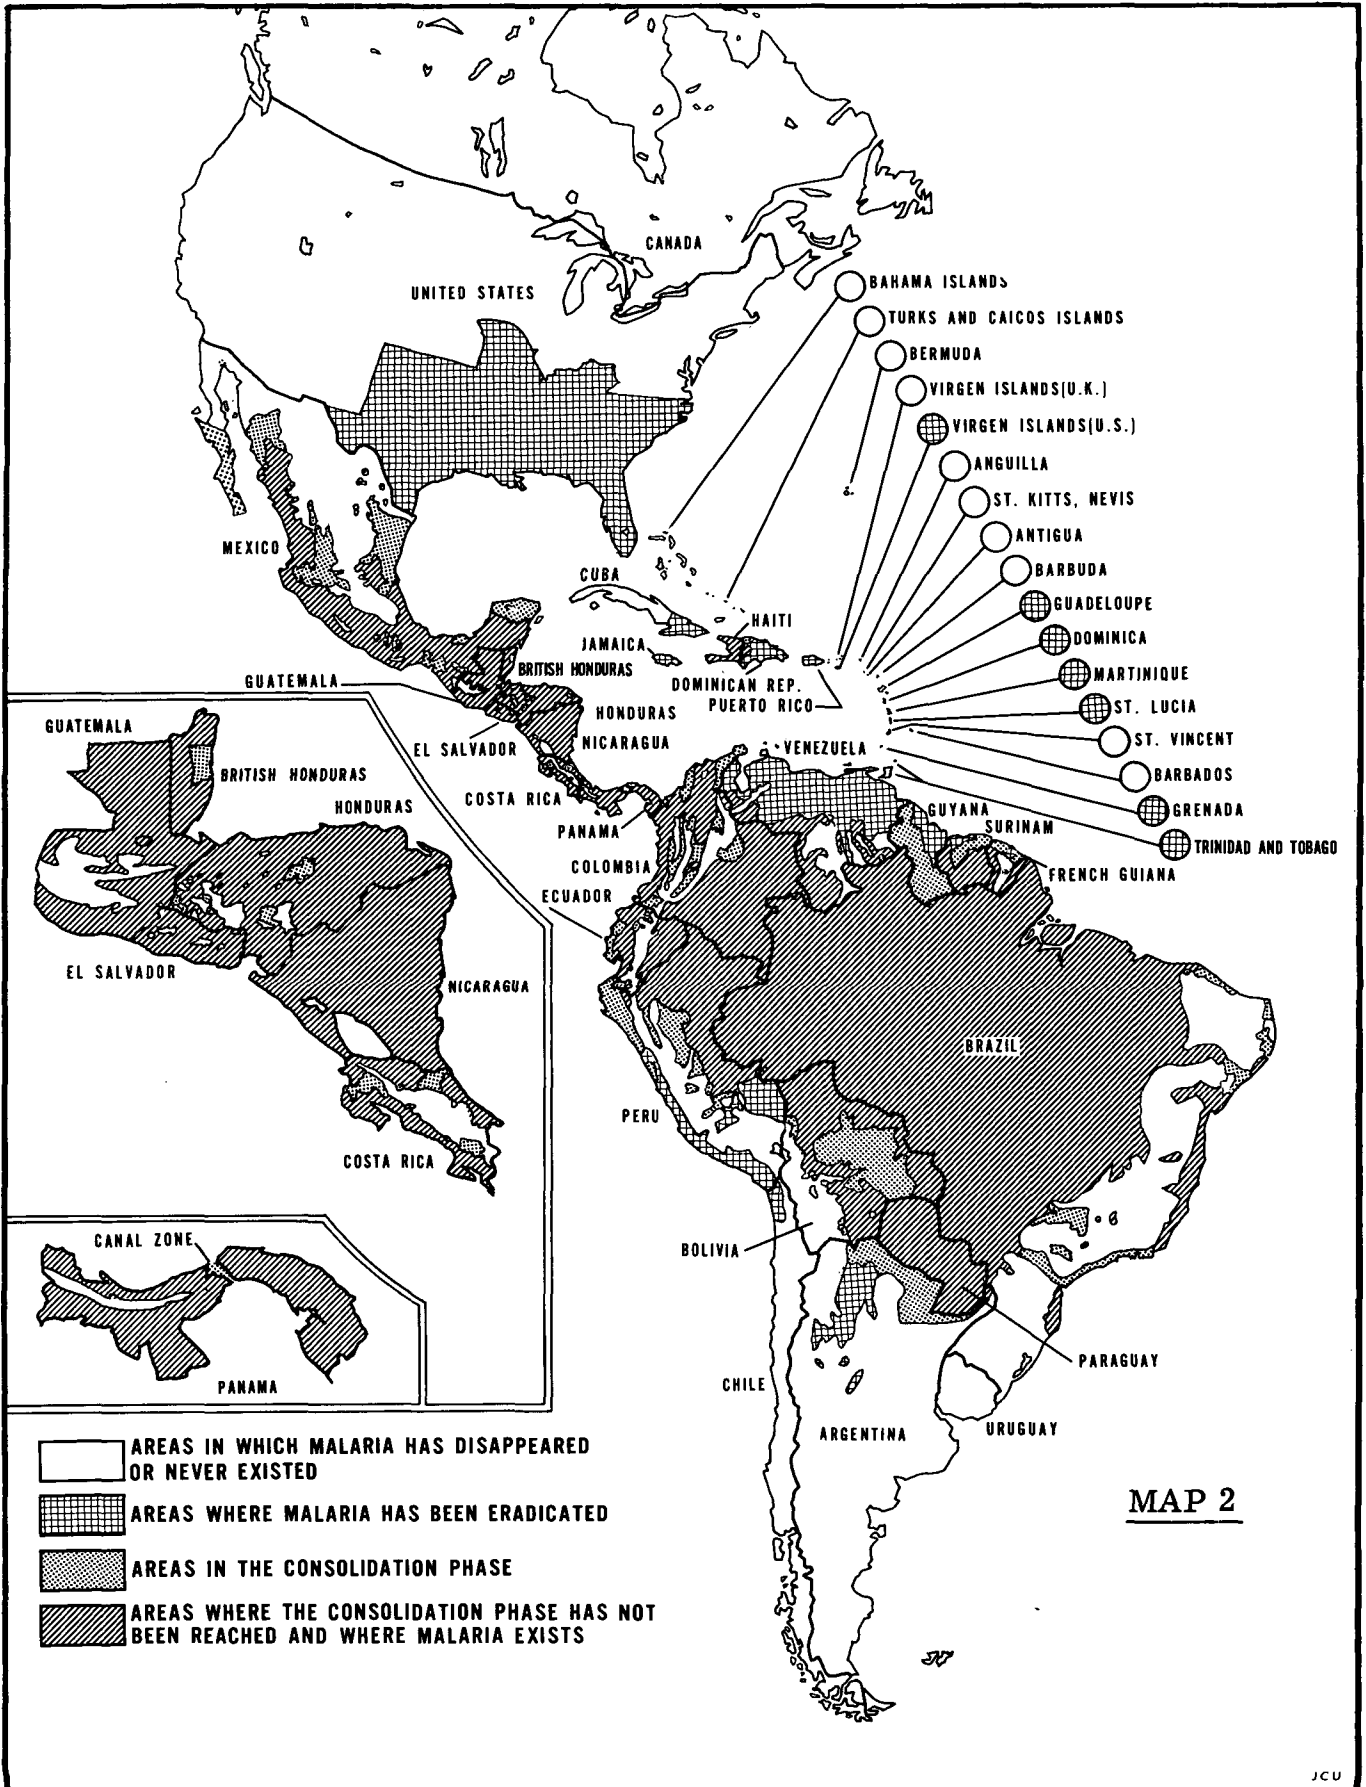 CANADA
UNITED STATES
BAHAMA ISLANDS
TURKS AND CAICOS ISLANDS
BERMUDA
VIRGEN ISLANDS(U.K.)
VIRGEN ISLANDS(U.S.)
ANGUILLA
ST. KITTS, NEVIS
ANTIGUA
BARBUDA
GUADELOUPE
DOMINICA
MARTINIQUE
ST. LUCIA
ST. VINCENT
BARBADOS
GRENADA
TRINIDAD AND TOBAGO
MEXICO
CUBA
HAITI
JAMAICA
DOMINICAN REP.
PUERTO RICO
BRITISH HONDURAS
GUATEMALA
HONDURAS
EL SALVADOR
NICARAGUA
COSTA RICA
PANAMA
VENEZUELA
GUYANA
SURINAM
FRENCH GUIANA
COLOMBIA
ECUADOR
BRAZIL
PERU
BOLIVIA
PARAGUAY
CHILE
ARGENTINA
URUGUAY
GUATEMALA
BRITISH HONDURAS
HONDURAS
EL SALVADOR
NICARAGUA
COSTA RICA
CANAL ZONE
PANAMA
AREAS IN WHICH MALARIA HAS DISAPPEARED
OR NEVER EXISTED
AREAS WHERE MALARIA HAS BEEN ERADICATED
AREAS IN THE CONSOLIDATION PHASE
AREAS WHERE THE CONSOLIDATION PHASE HAS NOT
BEEN REACHED AND WHERE MALARIA EXISTS
MAP 2
JCU